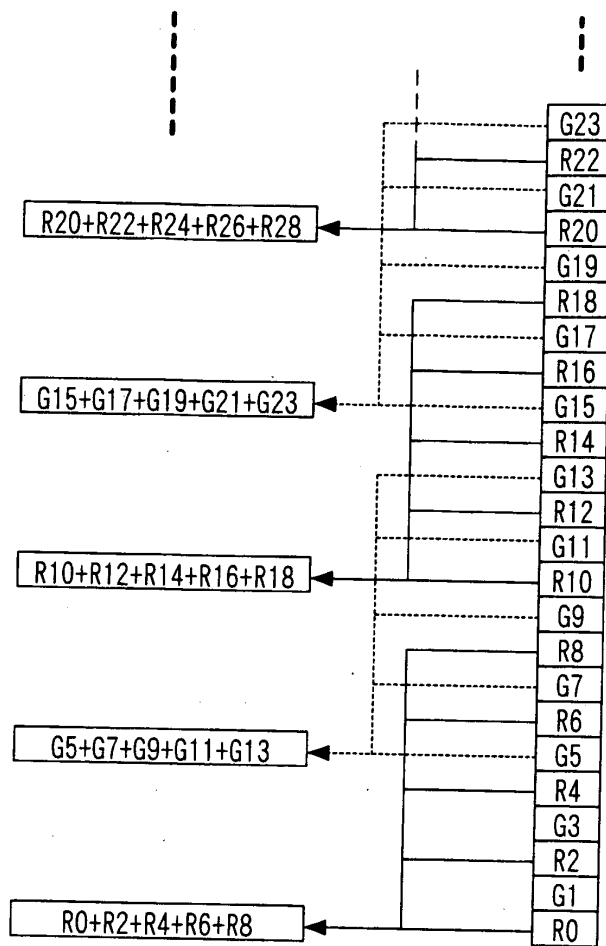 G23
R22
G21
R20
R20+R22+R24+R26+R28
G19
R18
G17
R16
G15
G15+G17+G19+G21+G23
R14
G13
R12
G11
R10
R10+R12+R14+R16+R18
G9
R8
G7
R6
G5
G5+G7+G9+G11+G13
R4
G3
R2
G1
R0
R0+R2+R4+R6+R8